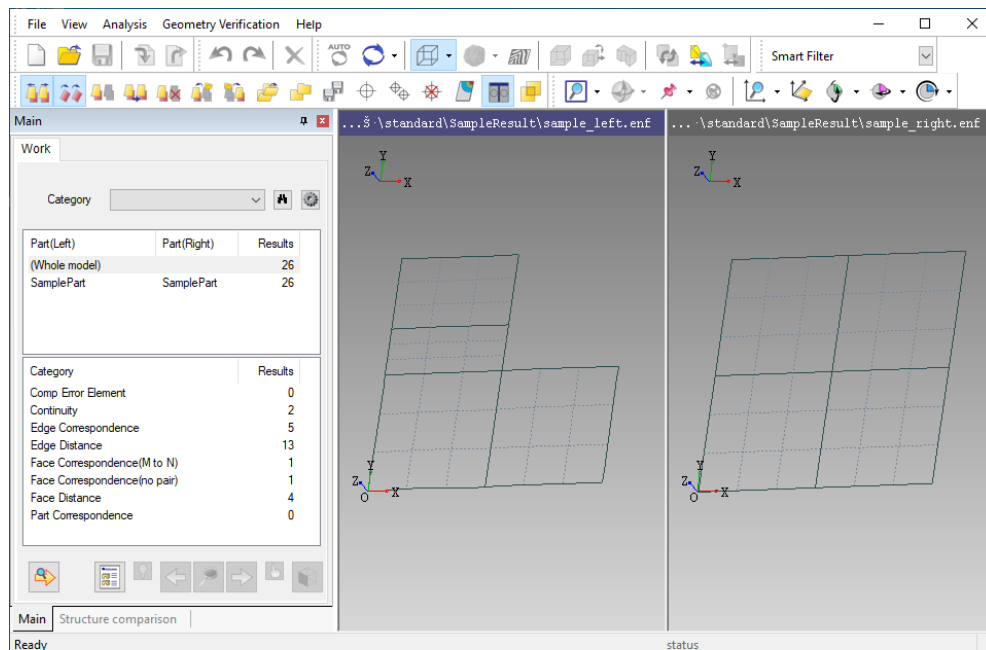 File View Analysis Geometry Verification Help
AUTO
Smart Filter
Main
Work
Category
Part(Left) Part(Right) Results
(Whole model) 26
SamplePart SamplePart 26
Category Results
Comp Error Element 0
Continuity 2
Edge Correspondence 5
Edge Distance 13
Face Correspondence(M to N) 1
Face Correspondence(no pair) 1
Face Distance 4
Part Correspondence 0
Main Structure comparison
...Š·\standard\SampleResult\sample_left.enf
Y
Z
X
Y
Z
X
O
... ·\standard\SampleResult\sample_right.enf
Y
Z
X
Y
Z
X
O
Ready status